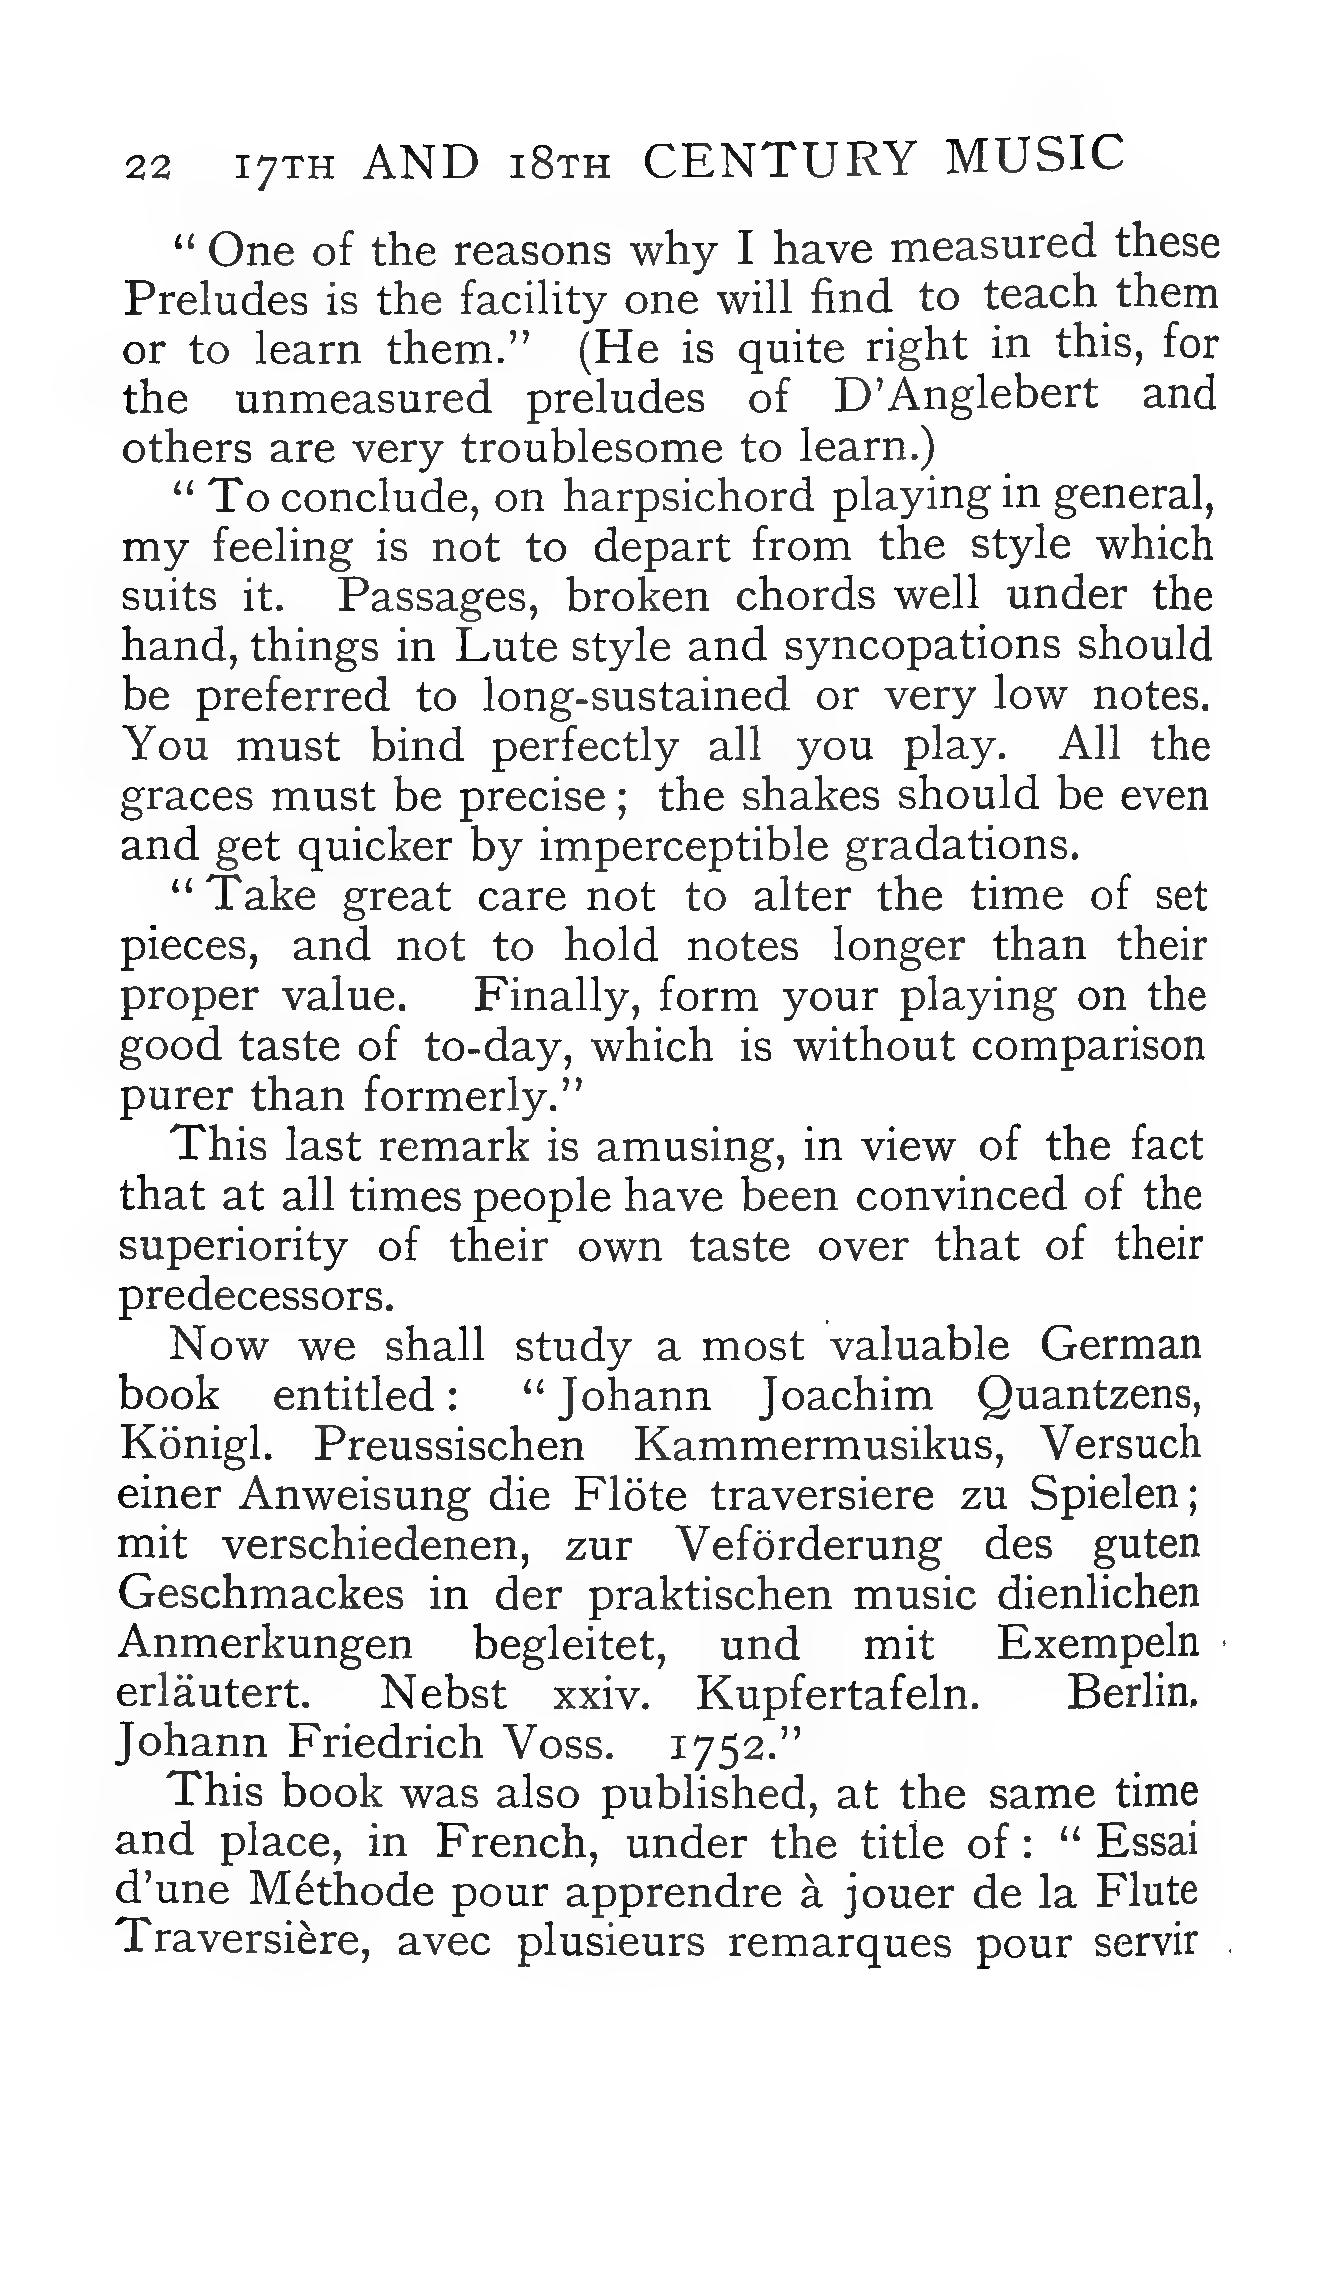 22 17TH AND 18TH CENTURY MUSIC
“ One of the reasons why I have measured these
Preludes is the facility one will find to teach them
or to learn them.” (He is quite right in this, for
the unmeasured preludes of D’Anglebert and
others are very troublesome to learn.)
“ To conclude, on harpsichord playing in general,
my feeling is not to depart from the style which
suits it. Passages, broken chords well under the
hand, things in Lute style and syncopations should
be preferred to long-sustained or very low notes.
You must bind perfectly all you play. All the
graces must be precise ; the shakes should be even
and get quicker by imperceptible gradations.
“ Take great care not to alter the time of set
pieces, and not to hold notes longer than their
proper value. Finally, form your playing on the
good taste of to-day, which is without comparison
purer than formerly.”
This last remark is amusing, in view of the fact
that at all times people have been convinced of the
superiority of their own taste over that of their
predecessors.
Now we shall study a most valuable German
book entitled : “ Johann Joachim Quantzens,
Königl. Preussischen Kammermusikus, Versuch
einer Anweisung die Flöte traversiere zu Spielen ;
mit verschiedenen, zur Veförderung des guten
Geschmackes in der praktischen music dienlichen
Anmerkungen begleitet, und mit Exempeln
erläutert. Nebst xxiv. Kupfertafeln. Berlin.
Johann Friedrich Voss. 1752.”
This book was also published, at the same time
and place, in French, under the title of : “ Essai
d’une Méthode pour apprendre à jouer de la Flute
Traversière, avec plusieurs remarques pour servir